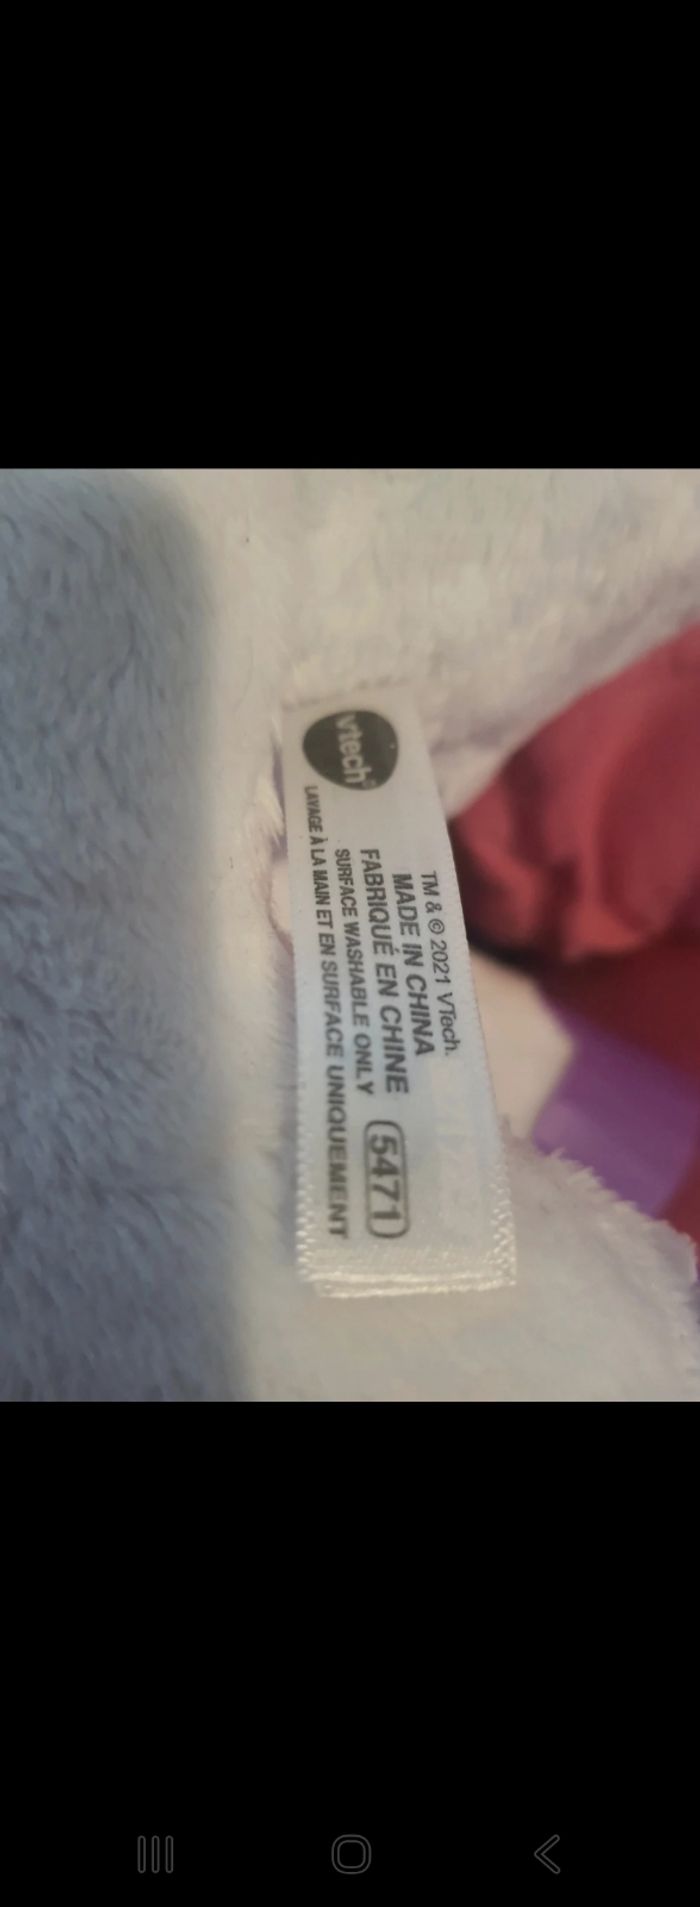 vtech
TM & © 2021 VTech.
MADE IN CHINA
FABRIQUÉ EN CHINE
SURFACE WASHABLE ONLY
LAVAGE À LA MAIN ET EN SURFACE UNIQUEMENT
5471